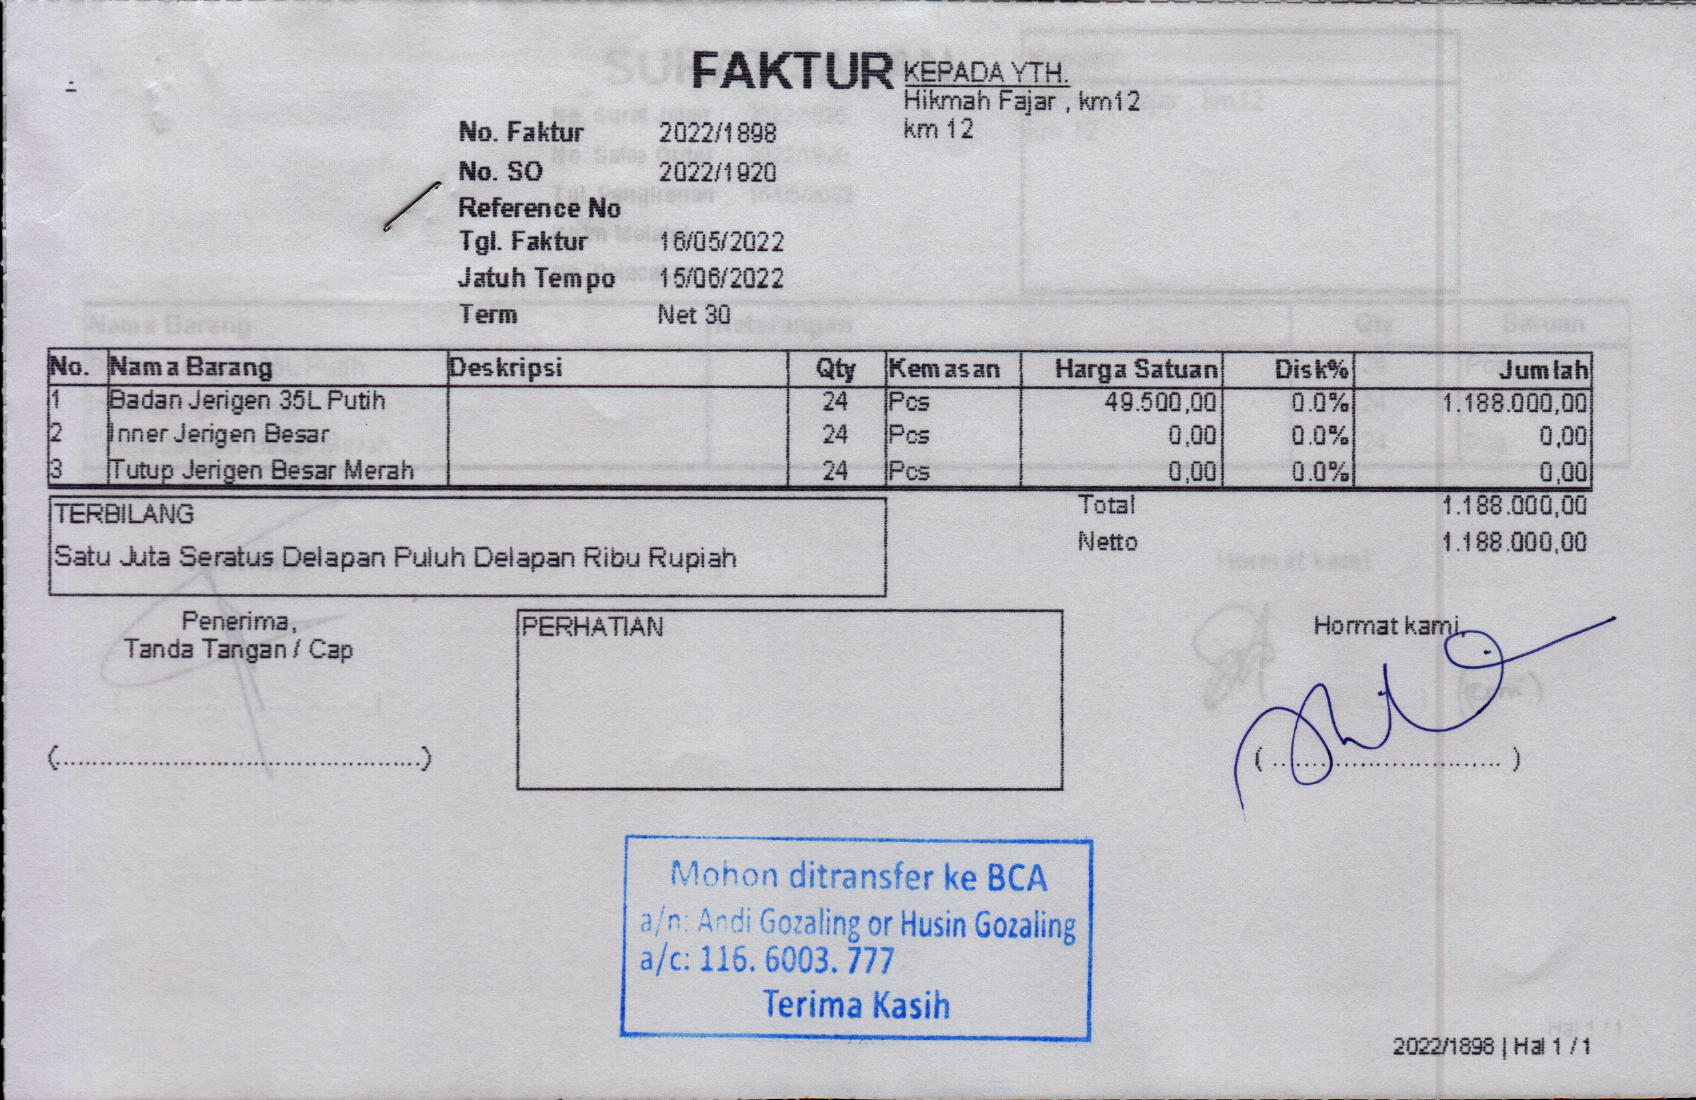 FAKTUR
KEPADA YTH.
Hikmah Fajar , km12
km 12
No. Faktur 2022/1898
No. SO 2022/1920
Reference No
Tgl. Faktur 16/05/2022
Jatuh Tempo 15/06/2022
Term Net 30
No. Nama Barang Deskripsi Qty Kemasan Harga Satuan Disk% Jumlah
1 Badan Jerigen 35L Putih 24 Pcs 49.500,00 0.0% 1.188.000,00
2 Inner Jerigen Besar 24 Pcs 0,00 0.0% 0,00
3 Tutup Jerigen Besar Merah 24 Pcs 0,00 0.0% 0,00
Total 1.188.000,00
Netto 1.188.000,00
TERBILANG
Satu Juta Seratus Delapan Puluh Delapan Ribu Rupiah
Penerima,
Tanda Tangan / Cap
(..............................................)
PERHATIAN
Hormat kami,
(.............................)
Mohon ditransfer ke BCA
a/n: Andi Gozaling or Husin Gozaling
a/c: 116. 6003. 777
Terima Kasih
2022/1898 | Hal 1 / 1